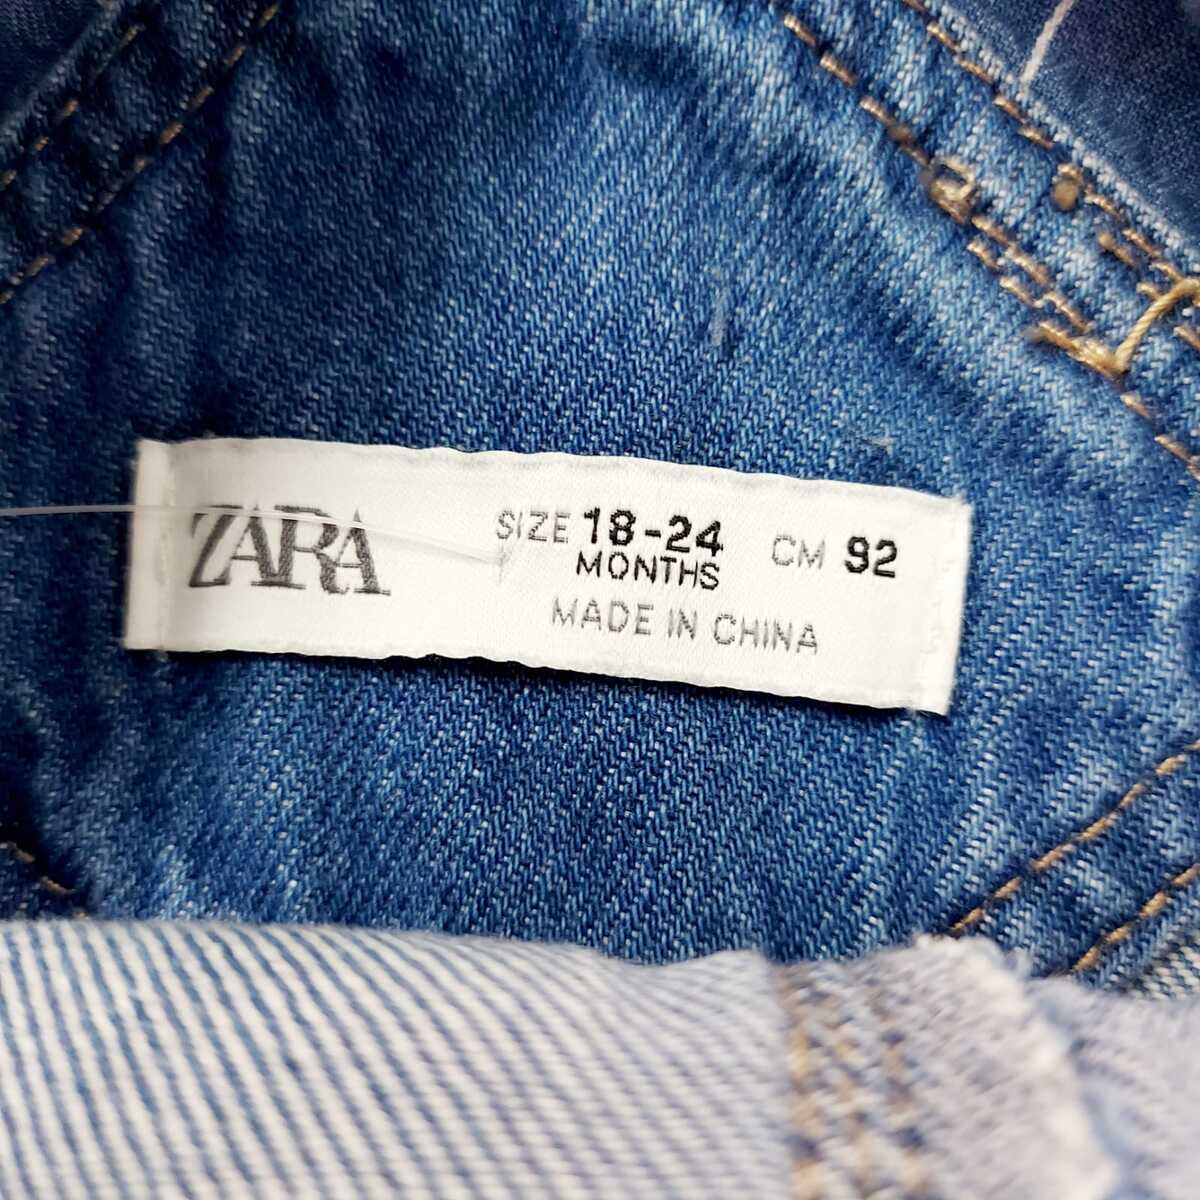 ZARA
SIZE 18-24 CM 92
MONTHS
MADE IN CHINA